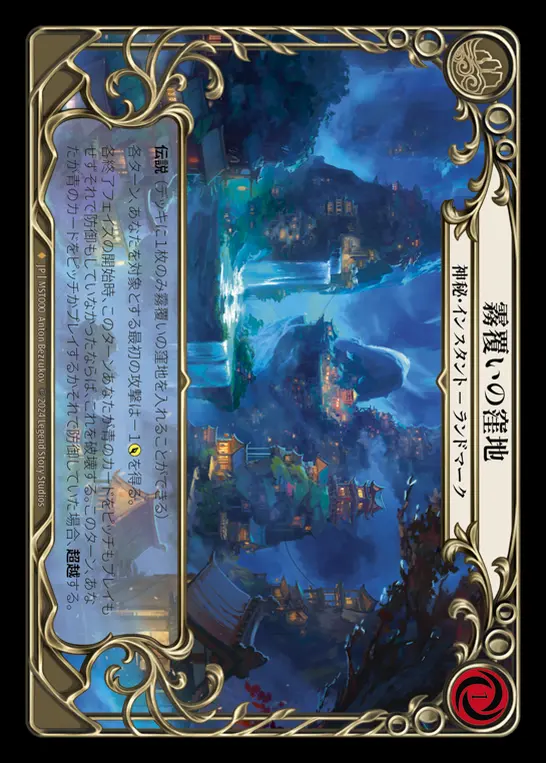 霧覆いの窪地
神秘・インスタント ー ランドマーク
1
伝説（デッキに1枚のみ霧覆いの窪地を入れることができる）
各ターン、あなたを対象とする最初の攻撃は－1を得る。
各終了フェイズの開始時、このターンあなたが青のカードをピッチもプレイも
せずそれで防御もしていなかったならば、これを破壊する。このターン、あな
たが青のカードをピッチかプレイするかそれで防御していた場合、超越する。
JP | MST000: Anton Bezrukov ・ 2024 Legend Story Studios